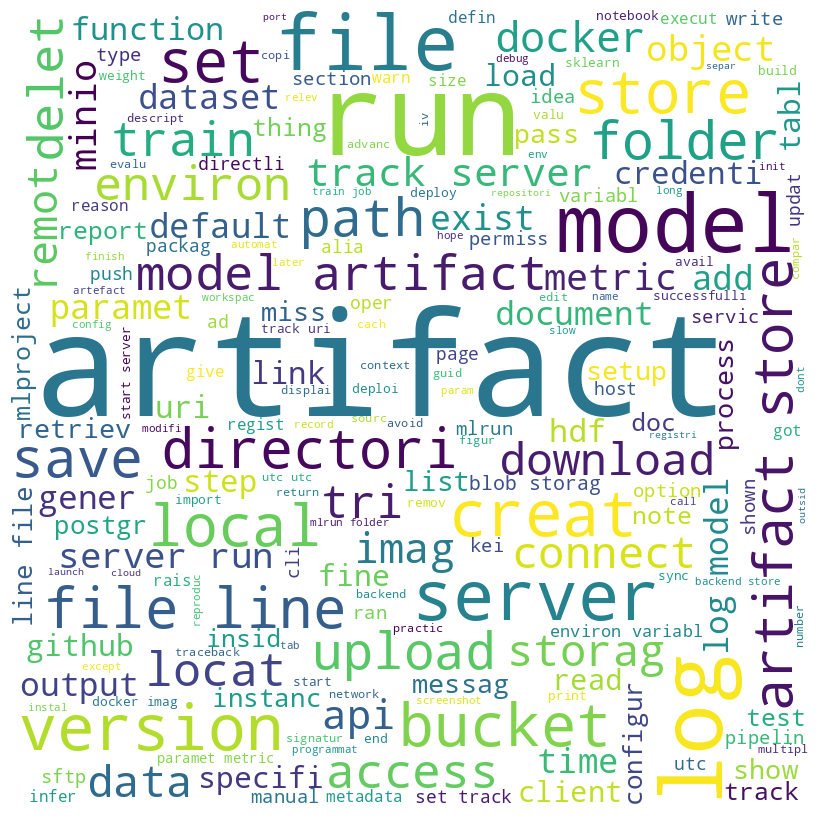 port
defin
notebook
execut
write
function
file
docker
object
set
copi
debug
sklearn
separ
build
type
weight
section
warn
size
load
idea
valu
store
delet
minio
dataset
relev
run
iv
advanc
env
pass
folder
tabl
descript
train
thing
evalu
directli
track server
credenti
init
remot
environ
train job
deploy
repositori
variabl
long
updat
reason
report
default
path
exist
hope
permiss
model
packag
automat
alia
finish
later
push
model artifact
metric
add
avail
compar
artefact
workspac
oper
edit
name
successfulli
paramet
miss
document
servic
config
ad
track uri
cach
slow
mlproject
start server
artifact
give
link
displai
context
deploi
page
guid
setup
host
process
dont
uri
param
retriev
modifi
regist
record
sourc
avoid
mlrun
figur
hdf
doc
registri
got
save
directori
download
artifact store
gener
job
step
utc utc
list
blob storag
option
call
shown
outsid
line file
postgr
import
return
remov
tri
mlrun folder
local
creat
note
log model
server run
cli
imag
kei
connect
launch
cloud
rais
reproduc
fine
backend
sync
backend store
number
file line
server
github
insid
traceback
tab
ran
practic
environ variabl
except
locat
start
upload
storag
output
docker imag
network
messag
screenshot
read
print
instal
instanc
version
signatur
programmat
api
end
bucket
configur
log
test
pipelin
multipl
paramet metric
time
utc
show
sftp
data
specifi
access
client
track
infer
manual
metadata
set track